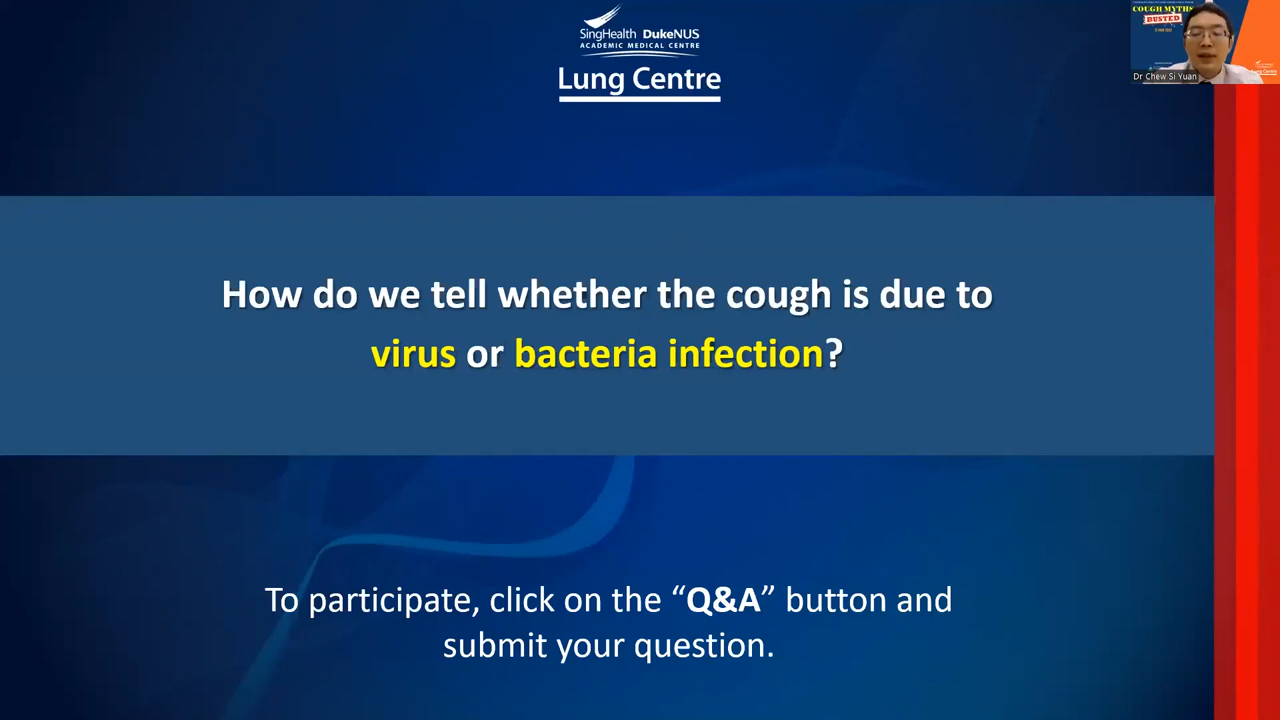 SingHealth DukeNUS
ACADEMIC MEDICAL CENTRE
Lung Centre
COUGH MYTHS
BUSTED
Dr Chew Si Yuan
How do we tell whether the cough is due to
virus or bacteria infection?
To participate, click on the “Q&A” button and
submit your question.